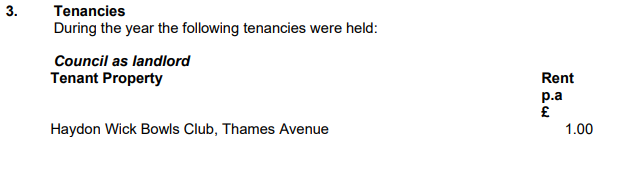 3. Tenancies
During the year the following tenancies were held:
Council as landlord
Tenant Property Rent
p.a
£
Haydon Wick Bowls Club, Thames Avenue 1.00